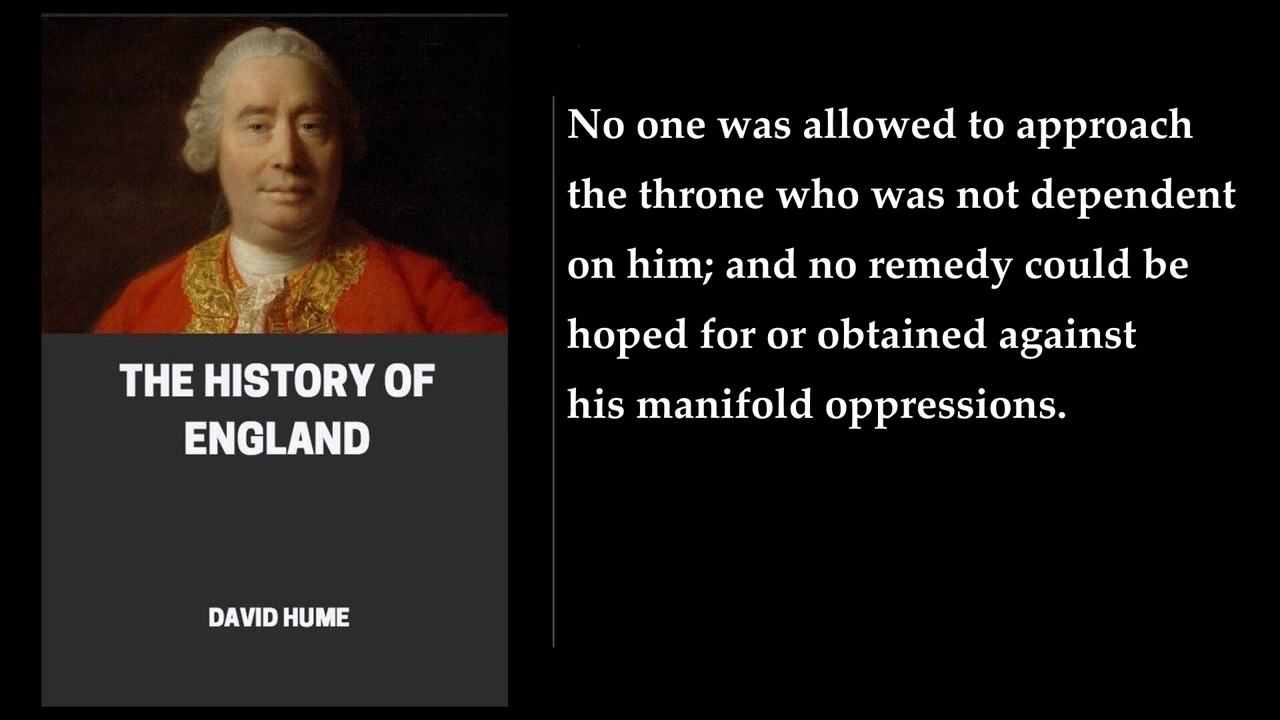 THE HISTORY OF
ENGLAND
DAVID HUME
No one was allowed to approach
the throne who was not dependent
on him; and no remedy could be
hoped for or obtained against
his manifold oppressions.